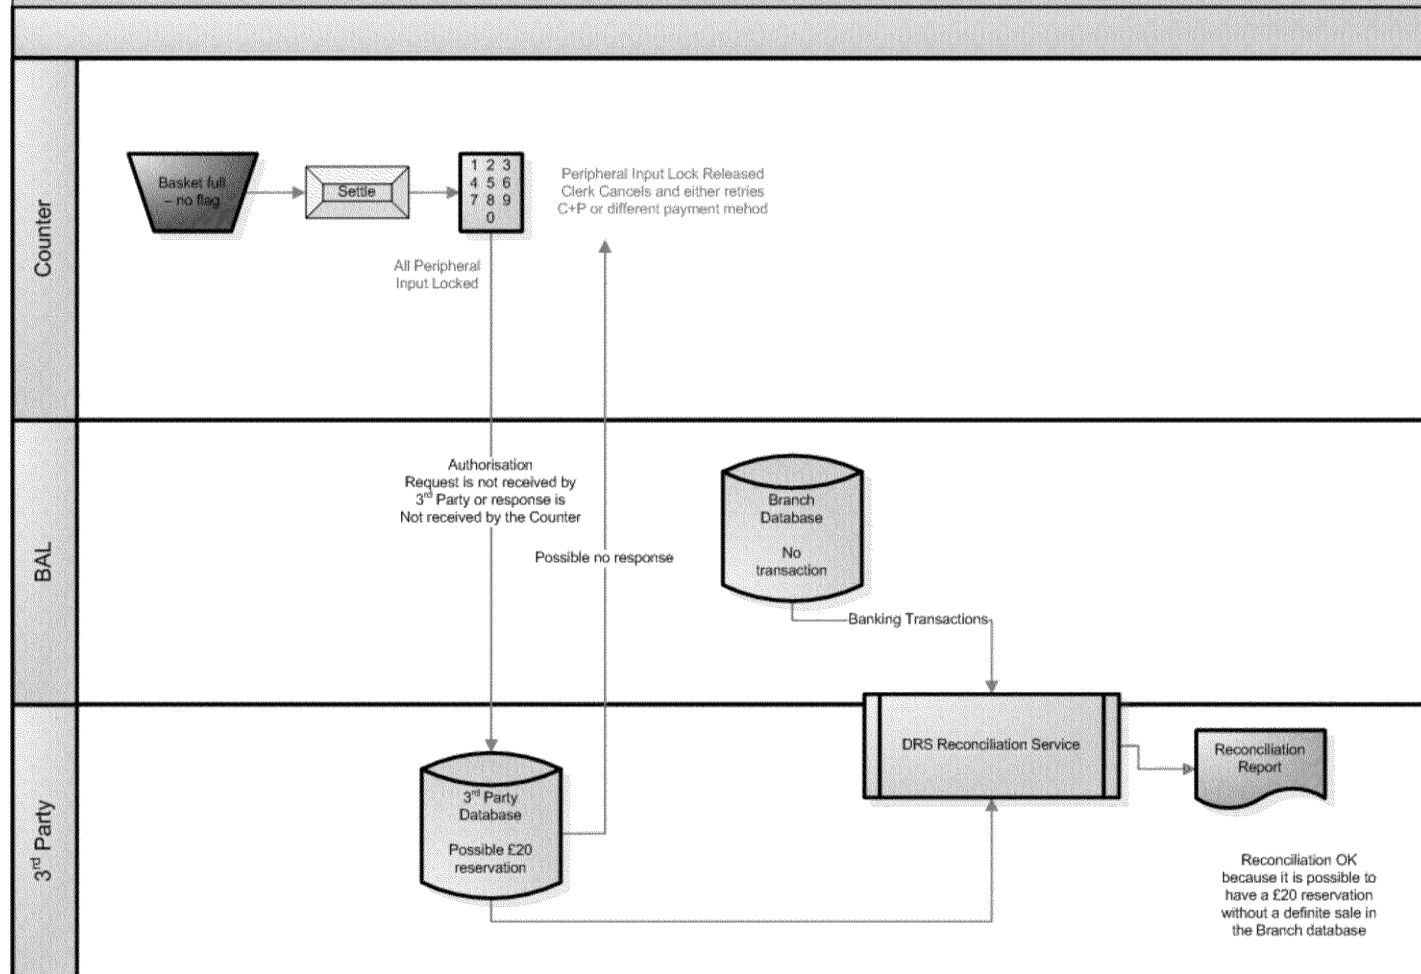 Counter
Basket full
– no flag
Settle
1 2 3
4 5 6
7 8 9
0
Peripheral Input Lock Released
Clerk Cancels and either retries
C+P or different payment mehod
All Peripheral
Input Locked
BAL
Authorisation
Request is not received by
3rd Party or response is
Not received by the Counter
Possible no response
Branch
Database
No
transaction
Banking Transactions
3rd Party
3rd Party
Database
Possible £20
reservation
DRS Reconciliation Service
Reconciliation
Report
Reconciliation OK
because it is possible to
have a £20 reservation
without a definite sale in
the Branch database